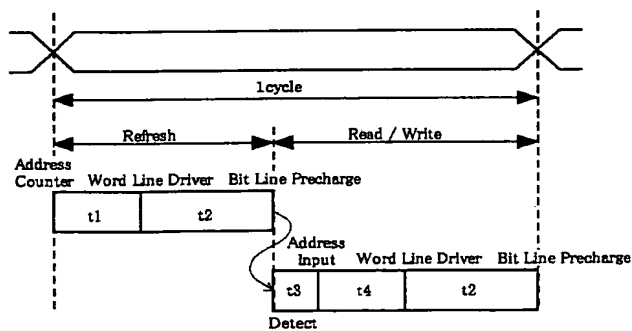 1cycle
Refresh
Read / Write
Address
Counter
Word Line Driver
Bit Line Precharge
t1
t2
Address
Input
Word Line Driver
Bit Line Precharge
t3
t4
t2
Detect